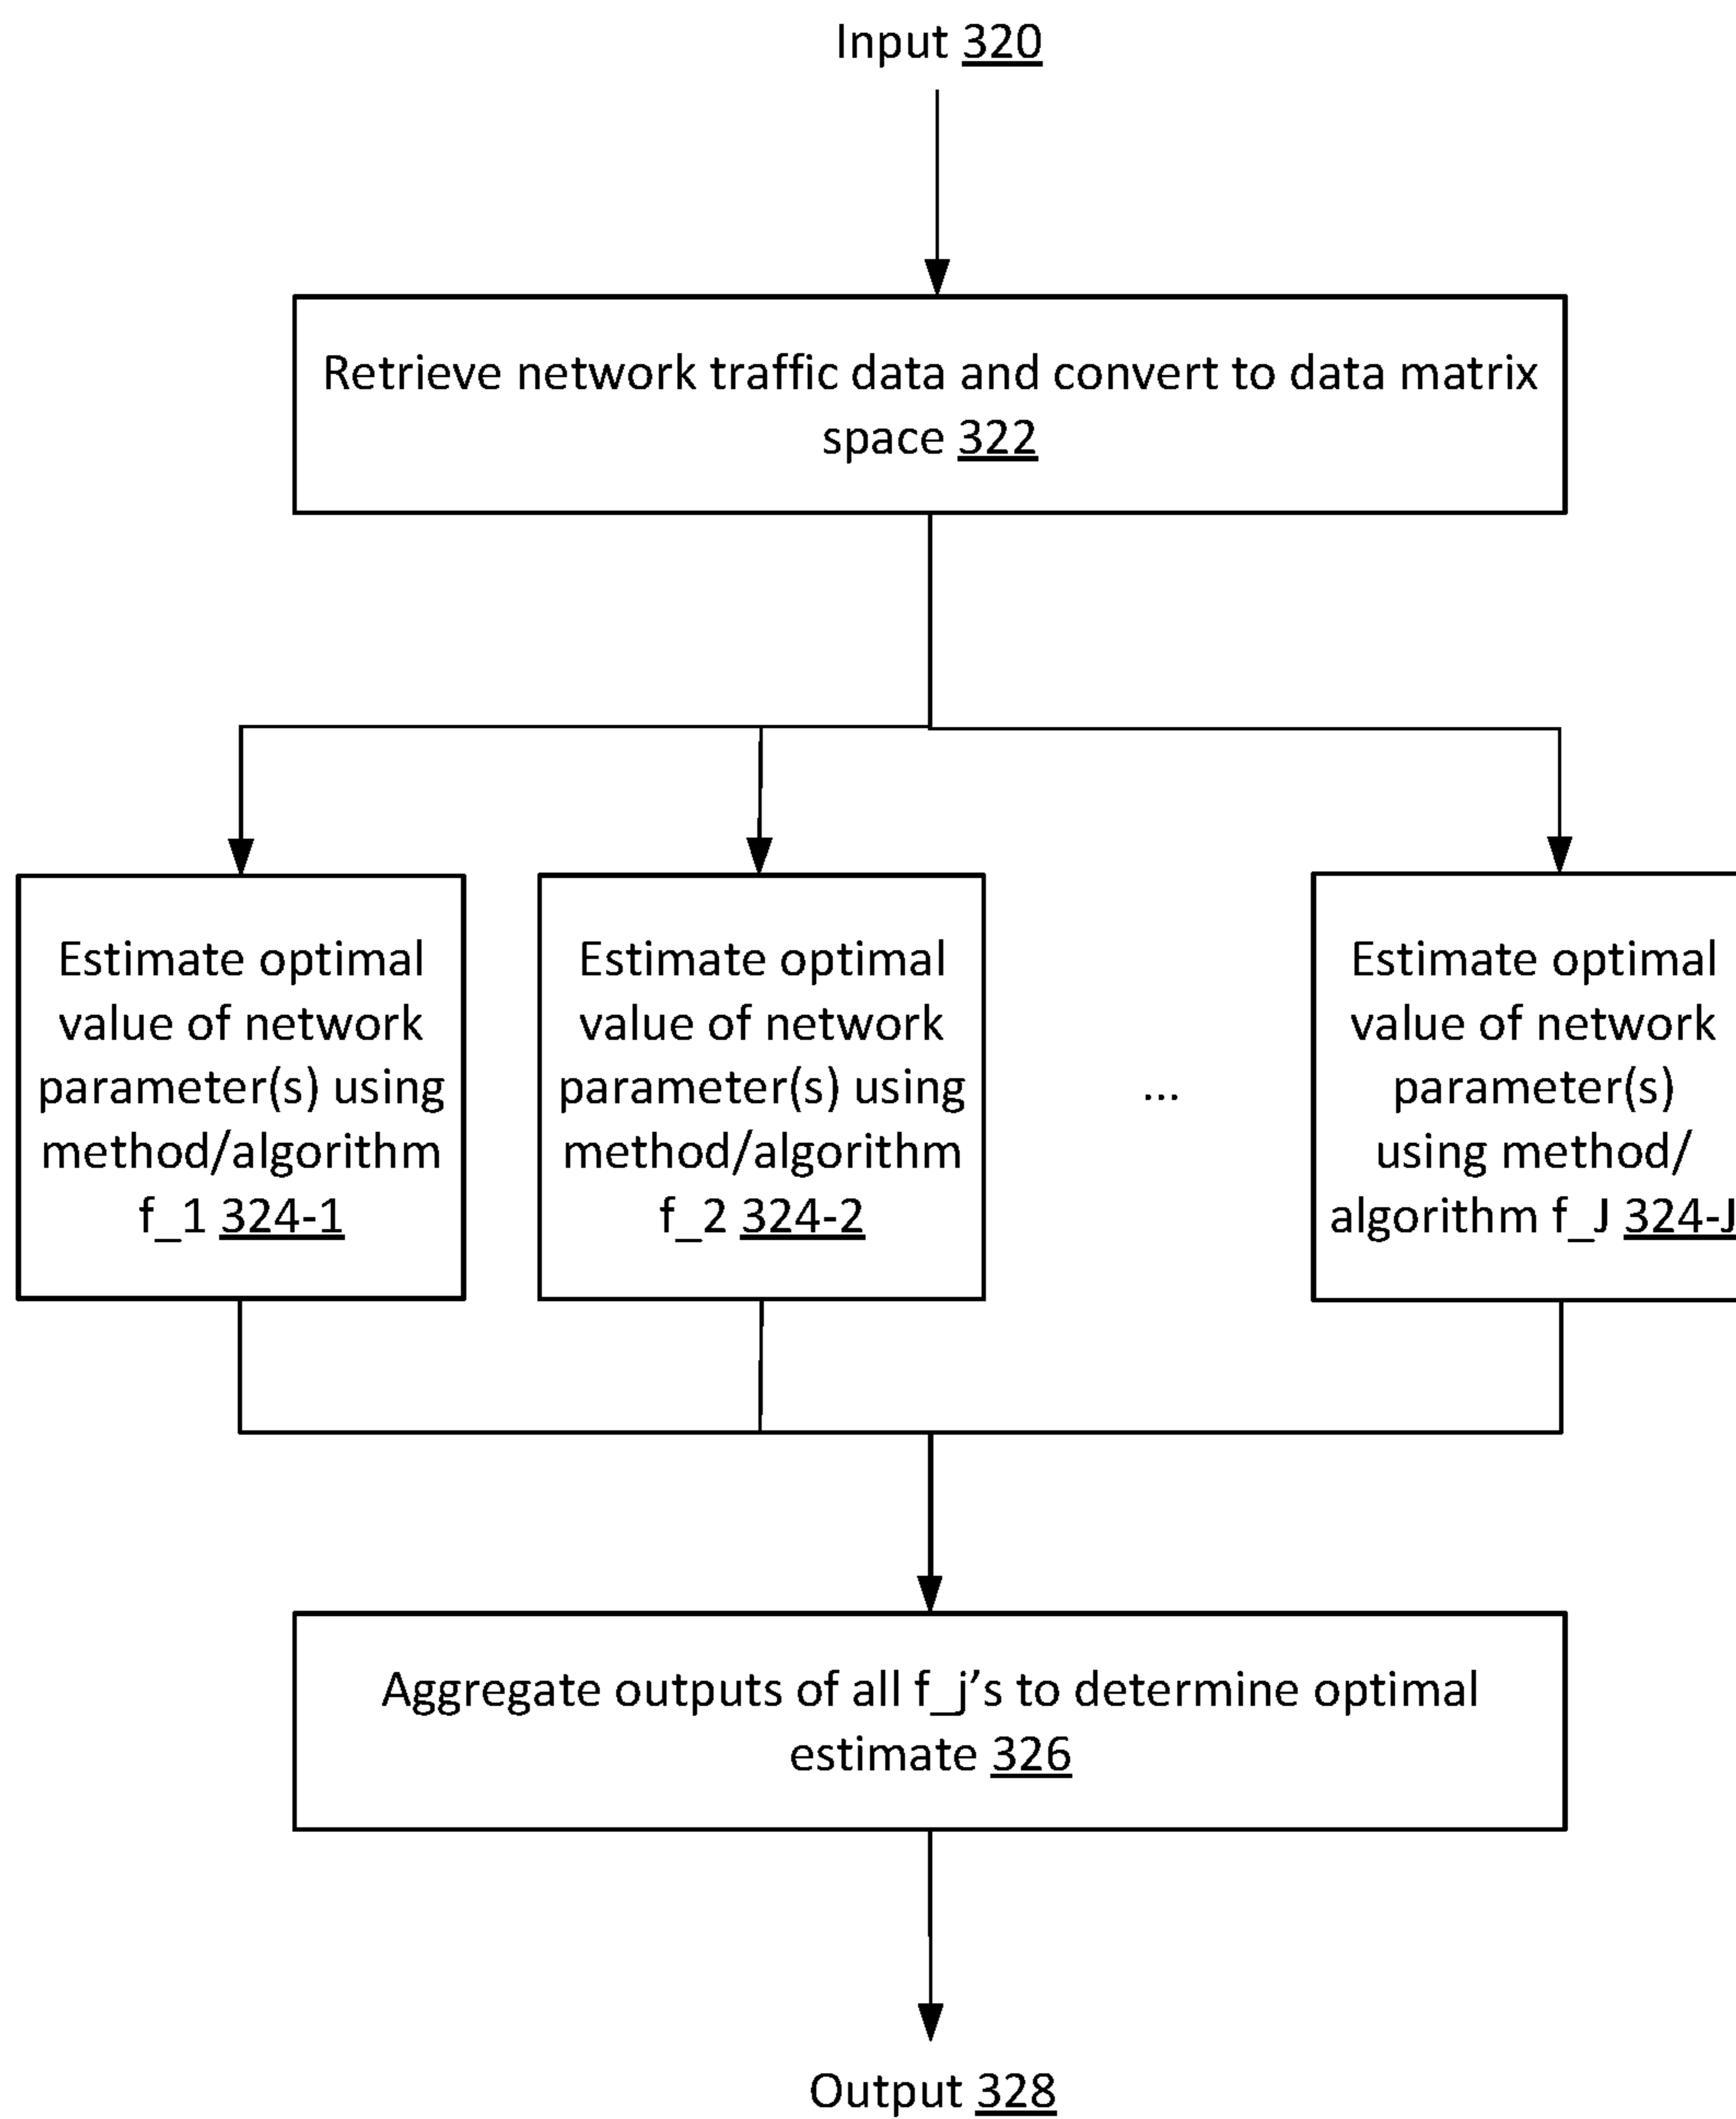 Input 320
Retrieve network traffic data and convert to data matrix
space 322
Estimate optimal
value of network
parameter(s) using
method/algorithm
f_1 324-1
Estimate optimal
value of network
parameter(s) using
method/algorithm
f_2 324-2
...
Estimate optimal
value of network
parameter(s)
using method/
algorithm f_J 324-J
Aggregate outputs of all f_j’s to determine optimal
estimate 326
Output 328